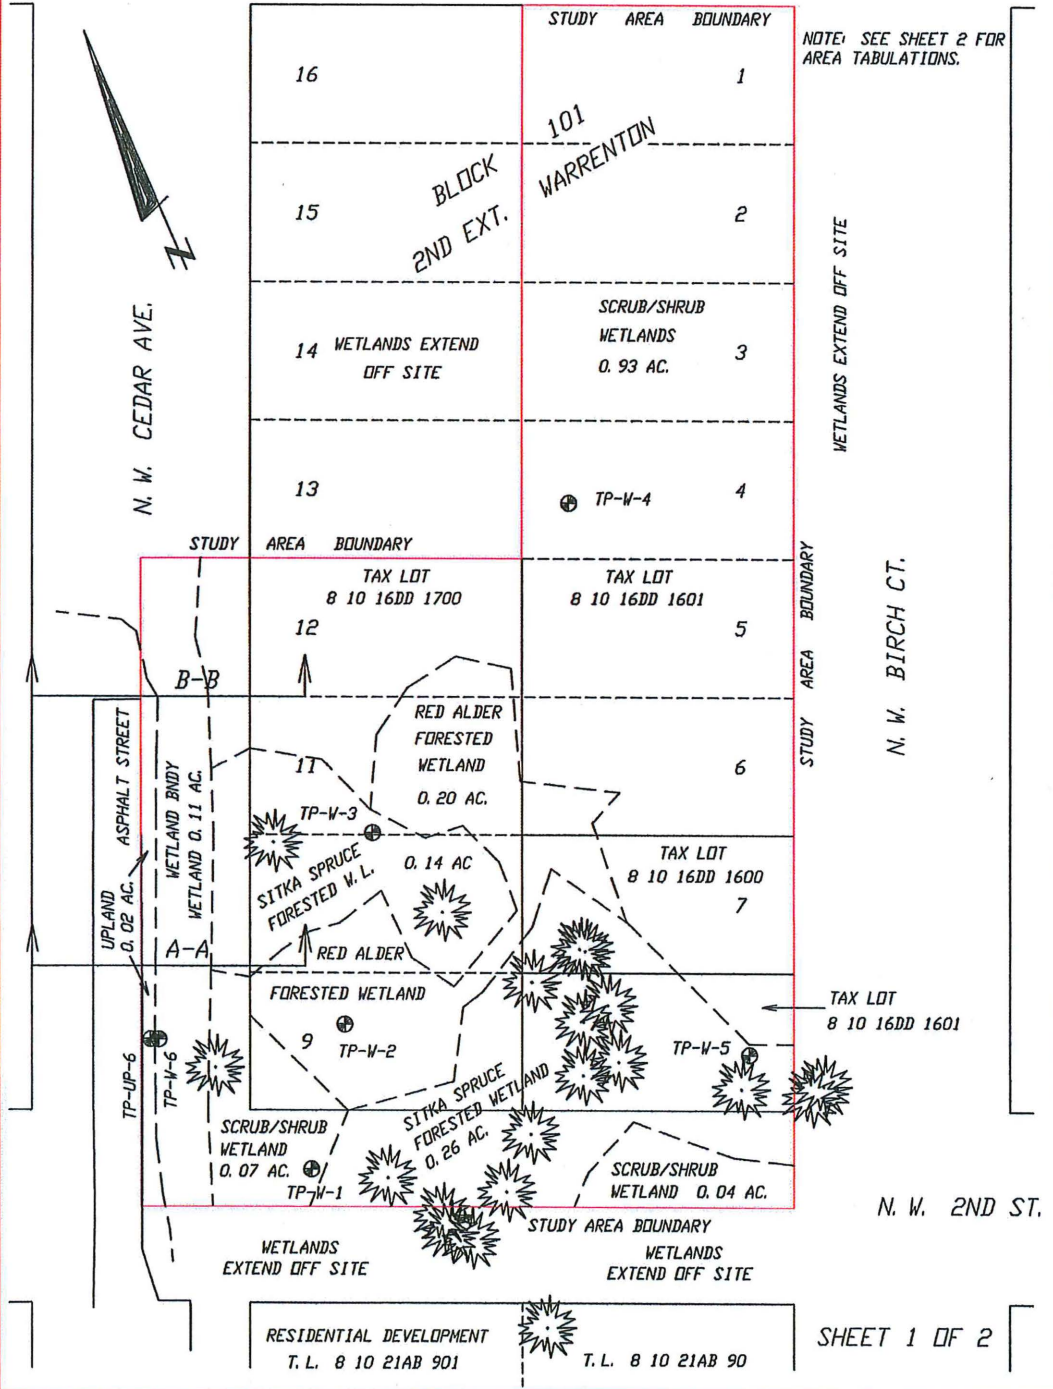 STUDY AREA BOUNDARY
NOTE: SEE SHEET 2 FOR
AREA TABULATIONS.
16
1
101
BLOCK
WARRENTON
2ND EXT.
15
2
N
WETLANDS EXTEND OFF SITE
N. W. CEDAR AVE.
SCRUB/SHRUB
WETLANDS
0.93 AC.
3
14
WETLANDS EXTEND
OFF SITE
13
TP-W-4
4
STUDY AREA BOUNDARY
TAX LOT
8 10 16DD 1700
TAX LOT
8 10 16DD 1601
STUDY AREA BOUNDARY
N. W. BIRCH CT.
12
5
B-B
RED ALDER
FORESTED
WETLAND
0.20 AC.
11
6
ASPHALT STREET
WETLAND BNDY
WETLAND 0.11 AC.
UPLAND
0.02 AC.
TP-W-3
SITKA SPRUCE
FORESTED W.L.
0.14 AC
TAX LOT
8 10 16DD 1600
7
A-A
RED ALDER
FORESTED WETLAND
TAX LOT
8 10 16DD 1601
9
TP-W-2
TP-W-5
TP-UP-6
TP-W-6
SITKA SPRUCE
FORESTED WETLAND
0.26 AC.
SCRUB/SHRUB
WETLAND
0.07 AC.
TP-W-1
SCRUB/SHRUB
WETLAND 0.04 AC.
N. W. 2ND ST.
STUDY AREA BOUNDARY
WETLANDS
EXTEND OFF SITE
WETLANDS
EXTEND OFF SITE
RESIDENTIAL DEVELOPMENT
T.L. 8 10 21AB 901
T.L. 8 10 21AB 90
SHEET 1 OF 2